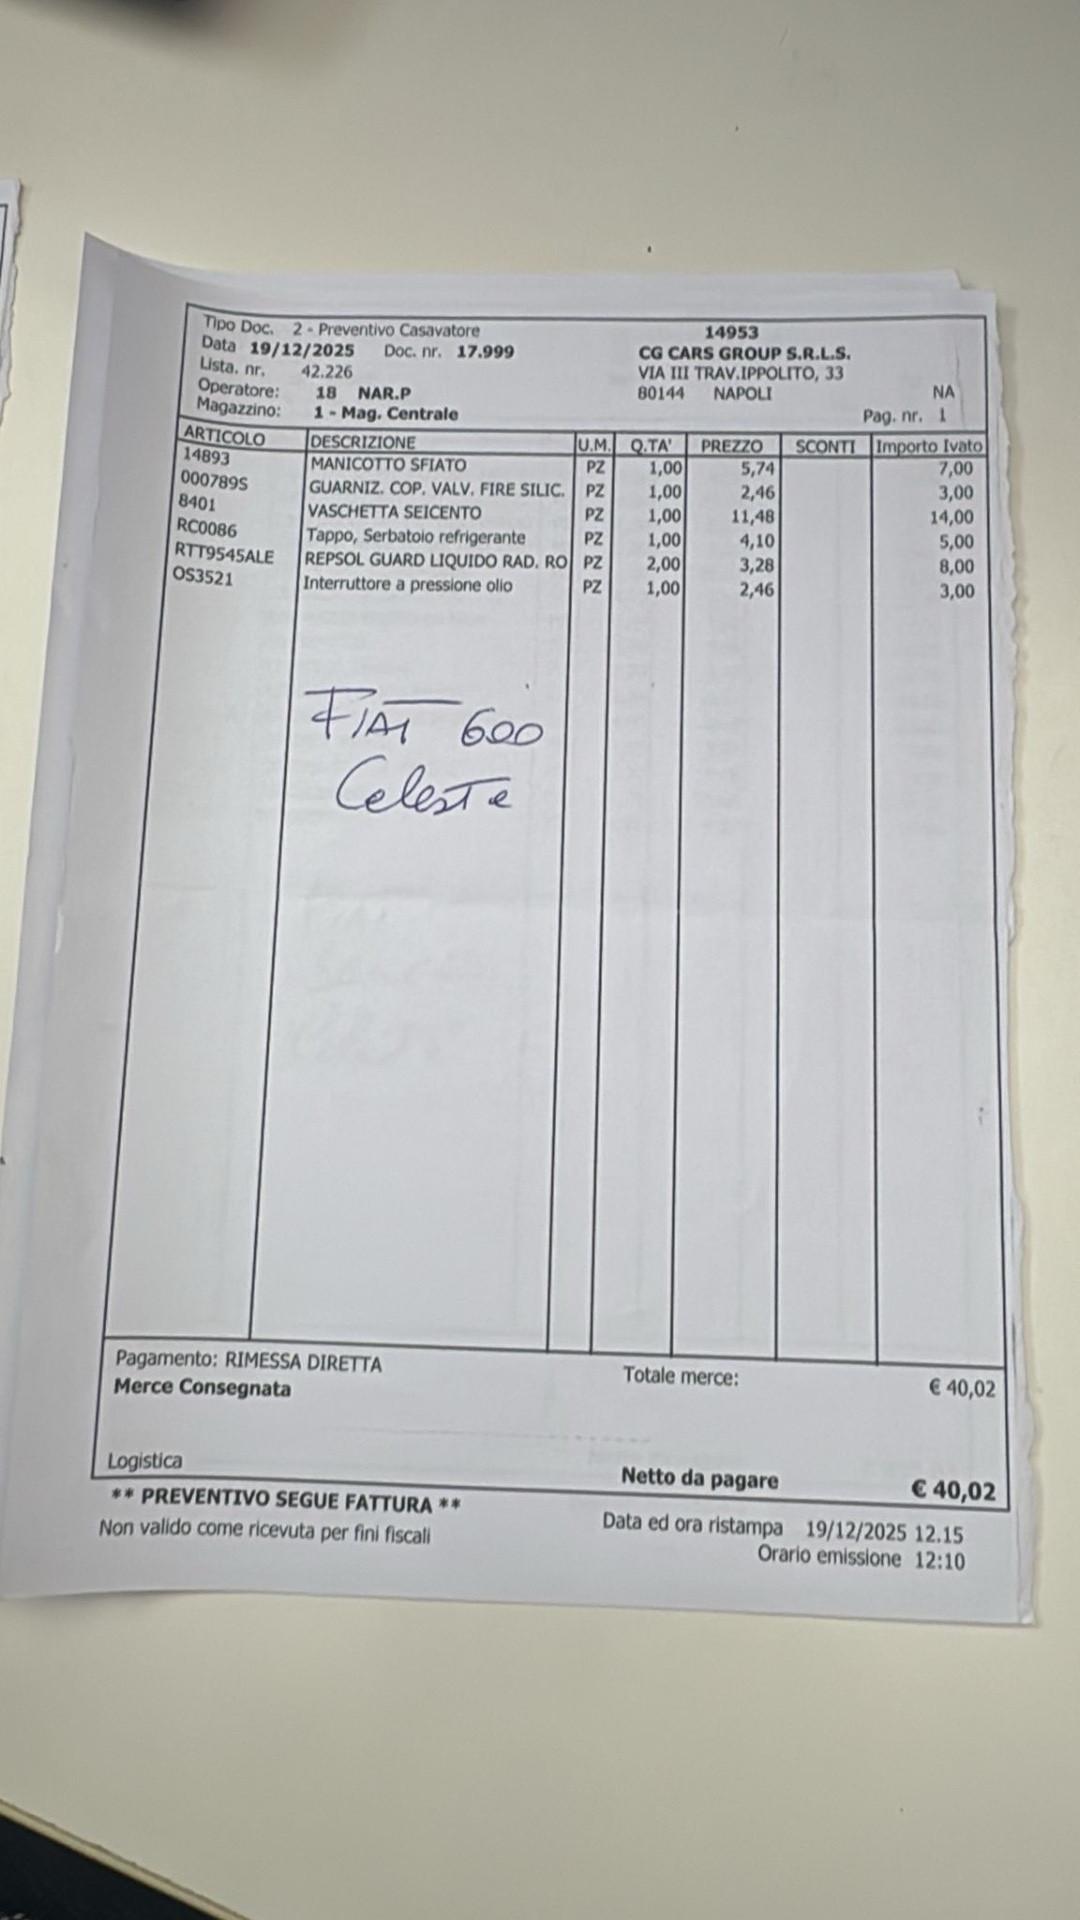 Tipo Doc. 2 - Preventivo Casavatore
Data 19/12/2025 Doc. nr. 17.999
Lista. nr. 42.226
Operatore: 18 NAR.P
Magazzino: 1 - Mag. Centrale
14953
CG CARS GROUP S.R.L.S.
VIA III TRAV.IPPOLITO, 33
80144 NAPOLI NA
Pag. nr. 1
ARTICOLO DESCRIZIONE U.M. Q.TA' PREZZO SCONTI Importo Ivato
14893 MANICOTTO SFIATO PZ 1,00 5,74 7,00
000789S GUARNIZ. COP. VALV. FIRE SILIC. PZ 1,00 2,46 3,00
8401 VASCHETTA SEICENTO PZ 1,00 11,48 14,00
RC0086 Tappo, Serbatoio refrigerante PZ 1,00 4,10 5,00
RTT9545ALE REPSOL GUARD LIQUIDO RAD. RO PZ 2,00 3,28 8,00
OS3521 Interruttore a pressione olio PZ 1,00 2,46 3,00
FIAT 600
Celeste
Pagamento: RIMESSA DIRETTA
Merce Consegnata
Totale merce: € 40,02
Logistica
Netto da pagare € 40,02
** PREVENTIVO SEGUE FATTURA **
Non valido come ricevuta per fini fiscali
Data ed ora ristampa 19/12/2025 12.15
Orario emissione 12:10